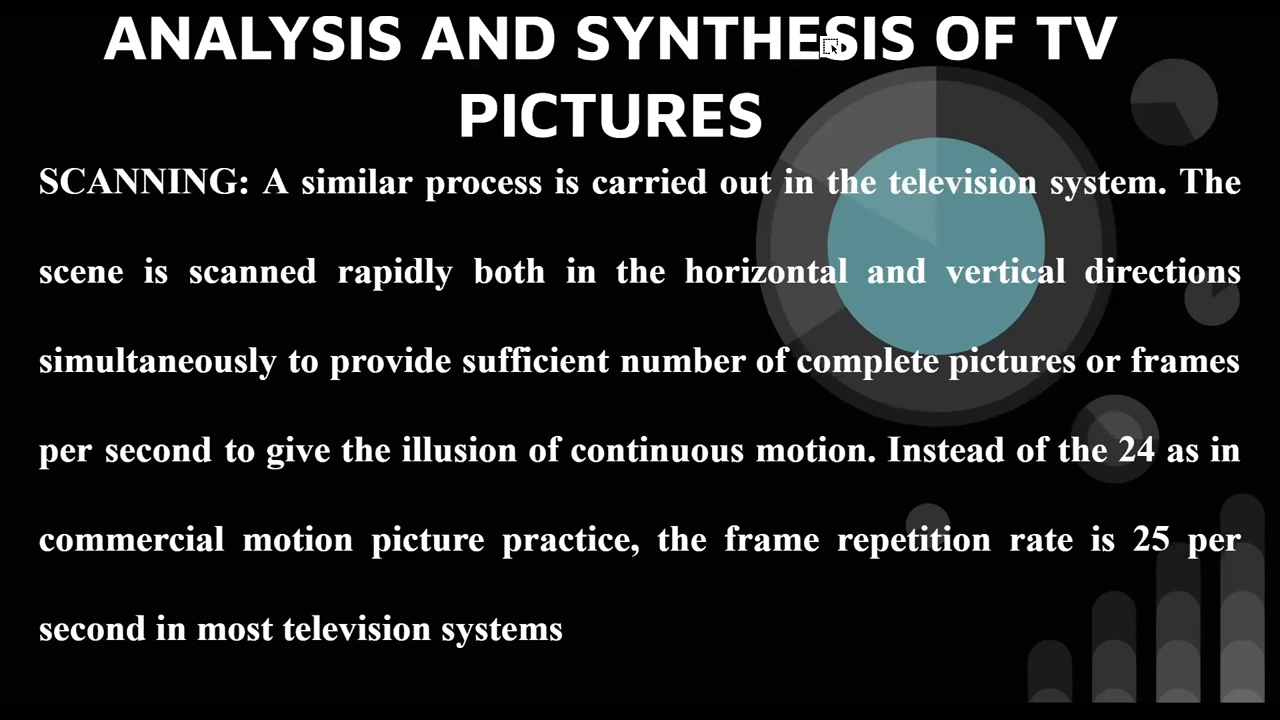 ANALYSIS AND SYNTHESIS OF TV
PICTURES
SCANNING: A similar process is carried out in the television system. The
scene is scanned rapidly both in the horizontal and vertical directions
simultaneously to provide sufficient number of complete pictures or frames
per second to give the illusion of continuous motion. Instead of the 24 as in
commercial motion picture practice, the frame repetition rate is 25 per
second in most television systems